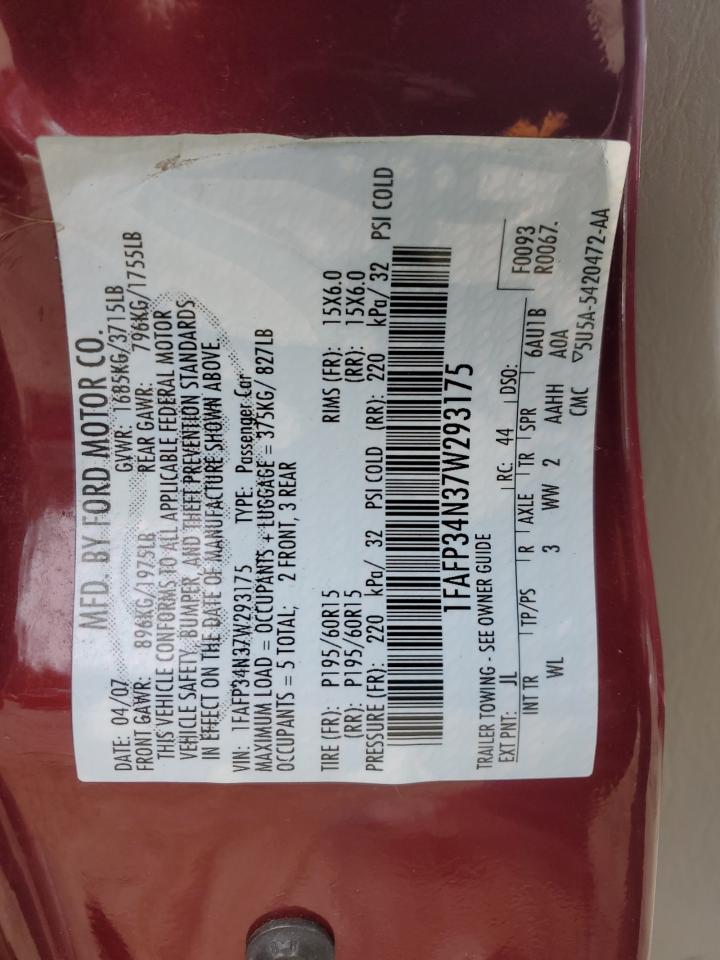 MFD. BY FORD MOTOR CO.
DATE: 04/07 GVWR: 1685KG/3715LB
FRONT GAWR: 896KG/1975LB REAR GAWR: 796KG/1755LB
THIS VEHICLE CONFORMS TO ALL APPLICABLE FEDERAL MOTOR
VEHICLE SAFETY, BUMPER, AND THEFT PREVENTION STANDARDS
IN EFFECT ON THE DATE OF MANUFACTURE SHOWN ABOVE.
VIN: 1FAFP34N37W293175 TYPE: Passenger Car
MAXIMUM LOAD = OCCUPANTS + LUGGAGE = 375KG/ 827LB
OCCUPANTS = 5 TOTAL; 2 FRONT, 3 REAR
TIRE (FR): P195/60R15 RIMS (FR): 15X6.0
(RR): P195/60R15 (RR): 15X6.0
PRESSURE (FR): 220 kPa/ 32 PSI COLD (RR): 220 kPa/ 32 PSI COLD
1FAFP34N37W293175
TRAILER TOWING - SEE OWNER GUIDE
EXT PNT: JL RC: 44 DSO: F0093
R0067.
INT TR TP/PS R AXLE TR SPR 6AU1B
WL 3 WW 2 AAHH A0A
CMC ▽5U5A-5420472-AA